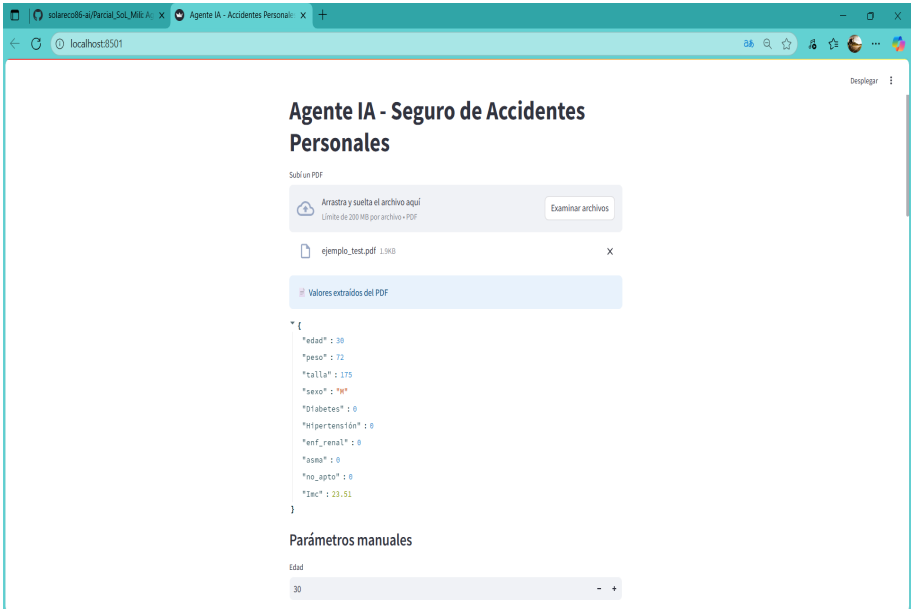 solareco86-ai/Parcial_SoL_Mili: Ag
Agente IA - Accidentes Personale
localhost:8501
Desplegar
Agente IA - Seguro de Accidentes
Personales
Subí un PDF
Arrastra y suelta el archivo aquí
Límite de 200 MB por archivo • PDF
Examinar archivos
ejemplo_test.pdf 1.9KB
Valores extraídos del PDF
{
"edad" : 30
"peso" : 72
"talla" : 175
"sexo" : "M"
"Diabetes" : 0
"Hipertensión" : 0
"enf_renal" : 0
"asma" : 0
"no_apto" : 0
"Imc" : 23.51
}
Parámetros manuales
Edad
30